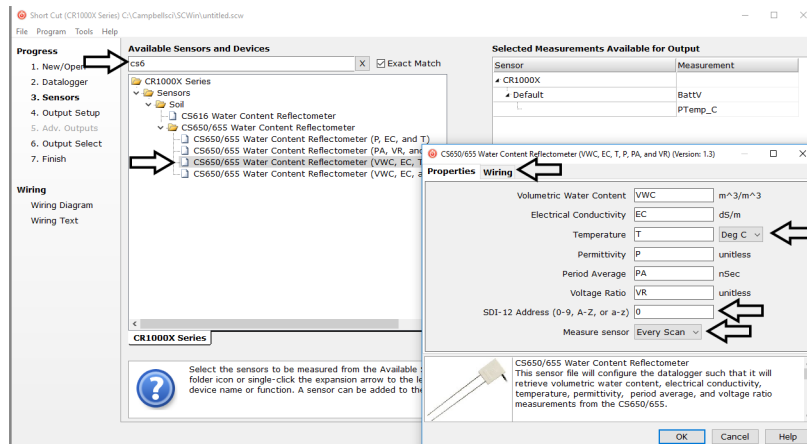 Short Cut (CR1000X Series) C:\Campbellsci\SCWin\untitled.scw
File Program Tools Help
Progress
1. New/Open
2. Datalogger
3. Sensors
4. Output Setup
5. Adv. Outputs
6. Output Select
7. Finish
Wiring
Wiring Diagram
Wiring Text
Available Sensors and Devices
cs6 X Exact Match
CR1000X Series
Sensors
Soil
CS616 Water Content Reflectometer
CS650/655 Water Content Reflectometer
CS650/655 Water Content Reflectometer (P, EC, and T)
CS650/655 Water Content Reflectometer (PA, VR, and
CS650/655 Water Content Reflectometer (VWC, EC, T
CS650/655 Water Content Reflectometer (VWC, EC, a
CR1000X Series
Select the sensors to be measured from the Available
folder icon or single-click the expansion arrow to the le
device name or function. A sensor can be added to the
Selected Measurements Available for Output
Sensor Measurement
CR1000X
Default BattV
PTemp_C
CS650/655 Water Content Reflectometer (VWC, EC, T, P, PA, and VR) (Version: 1.3)
Properties Wiring
Volumetric Water Content VWC m^3/m^3
Electrical Conductivity EC dS/m
Temperature T Deg C
Permittivity P unitless
Period Average PA nSec
Voltage Ratio VR unitless
SDI-12 Address (0-9, A-Z, or a-z) 0
Measure sensor Every Scan
CS650/655 Water Content Reflectometer
This sensor file will configure the datalogger such that it will
retrieve volumetric water content, electrical conductivity,
temperature, permittivity, period average, and voltage ratio
measurements from the CS650/655.
OK Cancel Help